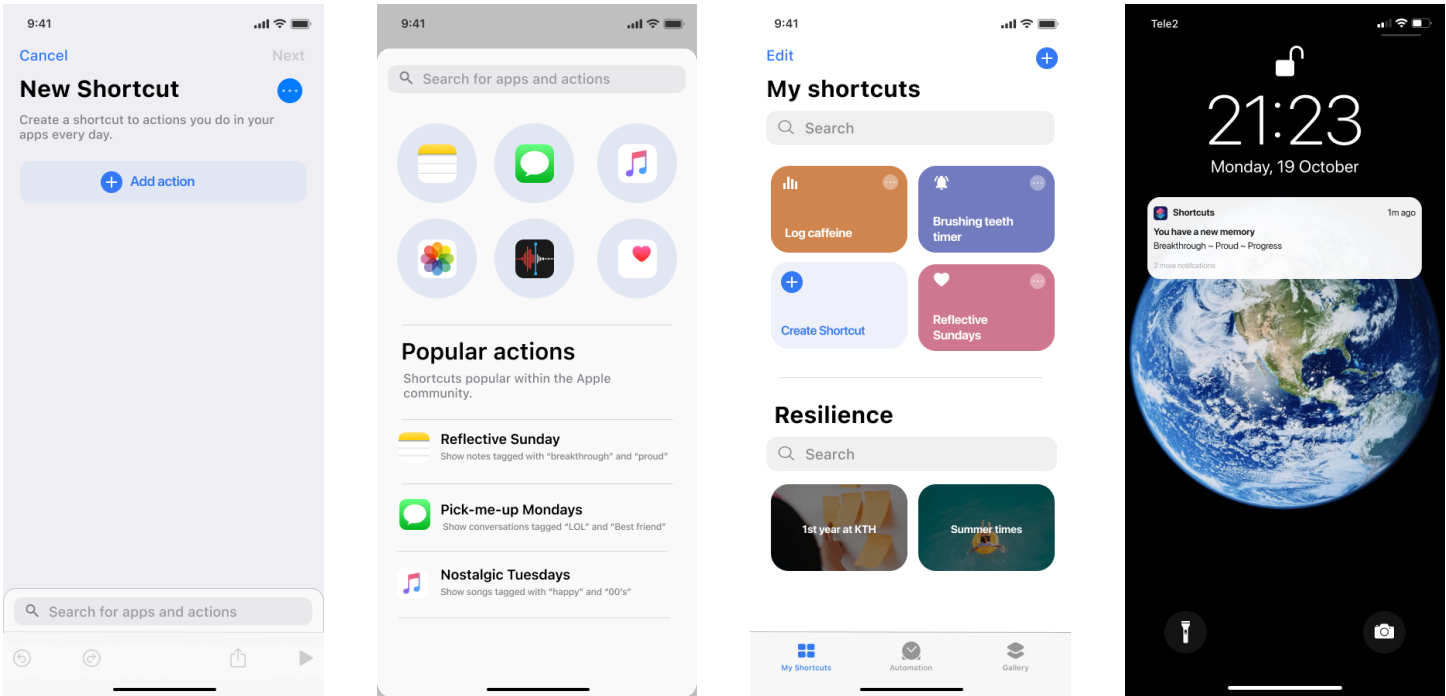 9:41
Cancel
Next
New Shortcut
Create a shortcut to actions you do in your
apps every day.
Add action
Search for apps and actions
9:41
Search for apps and actions
Popular actions
Shortcuts popular within the Apple
community.
Reflective Sunday
Show notes tagged with “breakthrough” and “proud”
Pick-me-up Mondays
Show conversations tagged “LOL” and “Best friend”
Nostalgic Tuesdays
Show songs tagged with “happy” and “00's”
9:41
Edit
My shortcuts
Search
Log caffeine
Brushing teeth
timer
Create Shortcut
Reflective
Sundays
Resilience
Search
1st year at KTH
Summer times
My Shortcuts
Automation
Gallery
Tele2
21:23
Monday, 19 October
Shortcuts
1m ago
You have a new memory
Breakthrough ~ Proud ~ Progress
2 more notifcations